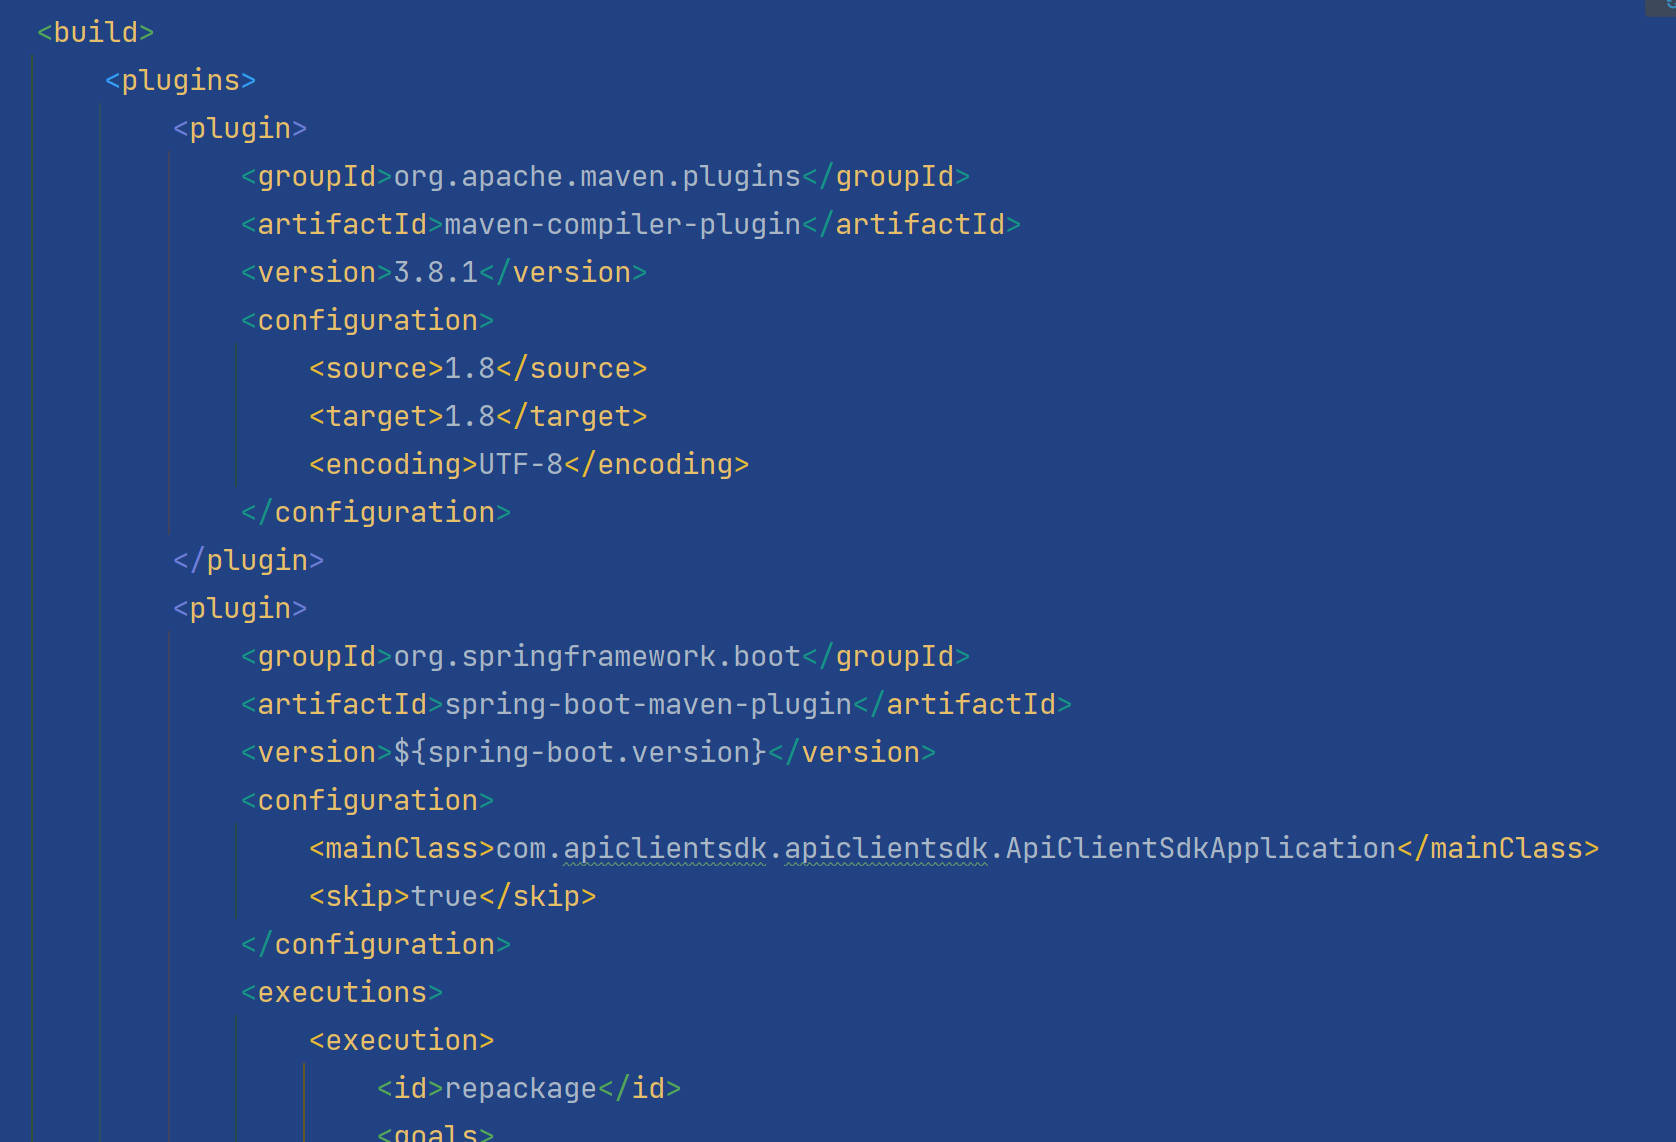 <build>
<plugins>
<plugin>
<groupId>org.apache.maven.plugins</groupId>
<artifactId>maven-compiler-plugin</artifactId>
<version>3.8.1</version>
<configuration>
<source>1.8</source>
<target>1.8</target>
<encoding>UTF-8</encoding>
</configuration>
</plugin>
<plugin>
<groupId>org.springframework.boot</groupId>
<artifactId>spring-boot-maven-plugin</artifactId>
<version>${spring-boot.version}</version>
<configuration>
<mainClass>com.apiclientsdk.apiclientsdk.ApiClientSdkApplication</mainClass>
<skip>true</skip>
</configuration>
<executions>
<execution>
<id>repackage</id>
<goals>